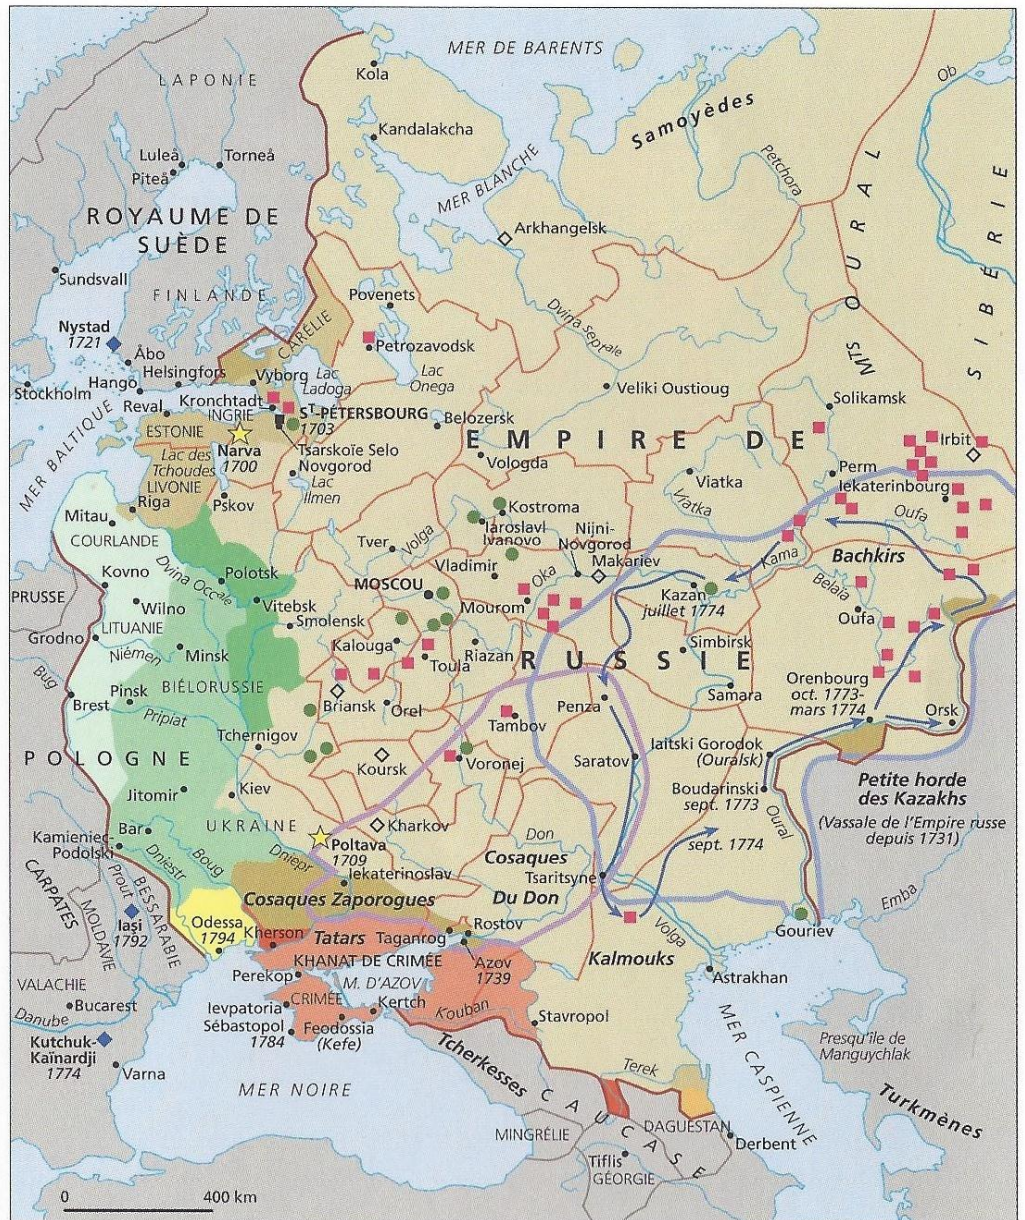 MER DE BARENTS
Kola
LAPONIE
Ob
Samoyèdes
Kandalakcha
Petchora
Luleå
Torneå
Piteå
MER BLANCHE
ROYAUME DE
SUÈDE
Arkhangelsk
MTS OURAL
SIBÉRIE
Sundsvall
FINLANDE
Povenets
Dvina Septale
Nystad
1721
CARÉLIE
Petrozavodsk
Åbo
Helsingfors
Vyborg
Lac
Ladoga
Lac
Onega
Stockholm
Hangö
Kronchtadt
Veliki Oustioug
Solikamsk
Reval
INGRIE
ST-PÉTERSBOURG
1703
Belozersk
ESTONIE
EMPIRE DE
Irbit
MER BALTIQUE
Narva
1700
Tsarskoïe Selo
Lac des
Tchoudes
Novgorod
Vologda
Perm
LIVONIE
Lac
Ilmen
Viatka
Viatka
Iekaterinbourg
Riga
Pskov
Kostroma
Oufa
Mitau
Iaroslavl
Ivanovo
Nijni-
Novgorod
COURLANDE
Tver
Volga
Makariev
Kama
Bachkirs
Kovno
Dvina Occale
Polotsk
Vladimir
Oka
PRUSSE
MOSCOU
Kazan
juillet 1774
Belaia
Wilno
Vitebsk
Mourom
Oufa
LITUANIE
Smolensk
Grodno
Kalouga
Simbirsk
Niémen
Minsk
Riazan
RUSSIE
Toula
Bug
Pinsk
BIÉLORUSSIE
Orenbourg
oct. 1773-
mars 1774
Samara
Brest
Briansk
Orel
Penza
Orsk
Pripiat
Tambov
Tchernigov
Iaitski Gorodok
(Ouralsk)
POLOGNE
Koursk
Voronej
Saratov
Petite horde
des Kazakhs
(Vassale de l'Empire russe
depuis 1731)
Jitomir
Kiev
Boudarinski
sept. 1773
Oural
UKRAINE
Kharkov
Bar
Poltava
1709
Don
sept. 1774
Kamieniec-
Podolski
Dniestr
Boug
Dniepr
Cosaques
Du Don
Tsaritsyne
CARPATES
Prout
BESSARABIE
Iekaterinoslav
Emba
MOLDAVIE
Cosaques Zaporogues
Iaşi
1792
Odessa
1794
Kherson
Tatars
Taganrog
Rostov
Volga
Gouriev
KHANAT DE CRIMÉE
Azov
1739
Kalmouks
VALACHIE
Perekop
M. D'AZOV
Astrakhan
Bucarest
CRIMÉE
Kertch
Ievpatoria
Kouban
Danube
Sébastopol
1784
Feodossia
(Kefe)
Stavropol
Presqu'île de
Manguychlak
Kutchuk-
Kaïnardji
1774
MER CASPIENNE
Tcherkesses
Terek
Varna
MER NOIRE
Turkmènes
CAUCASE
MINGRÉLIE
DAGUESTAN
Derbent
Tiflis
GÉORGIE
0
400 km